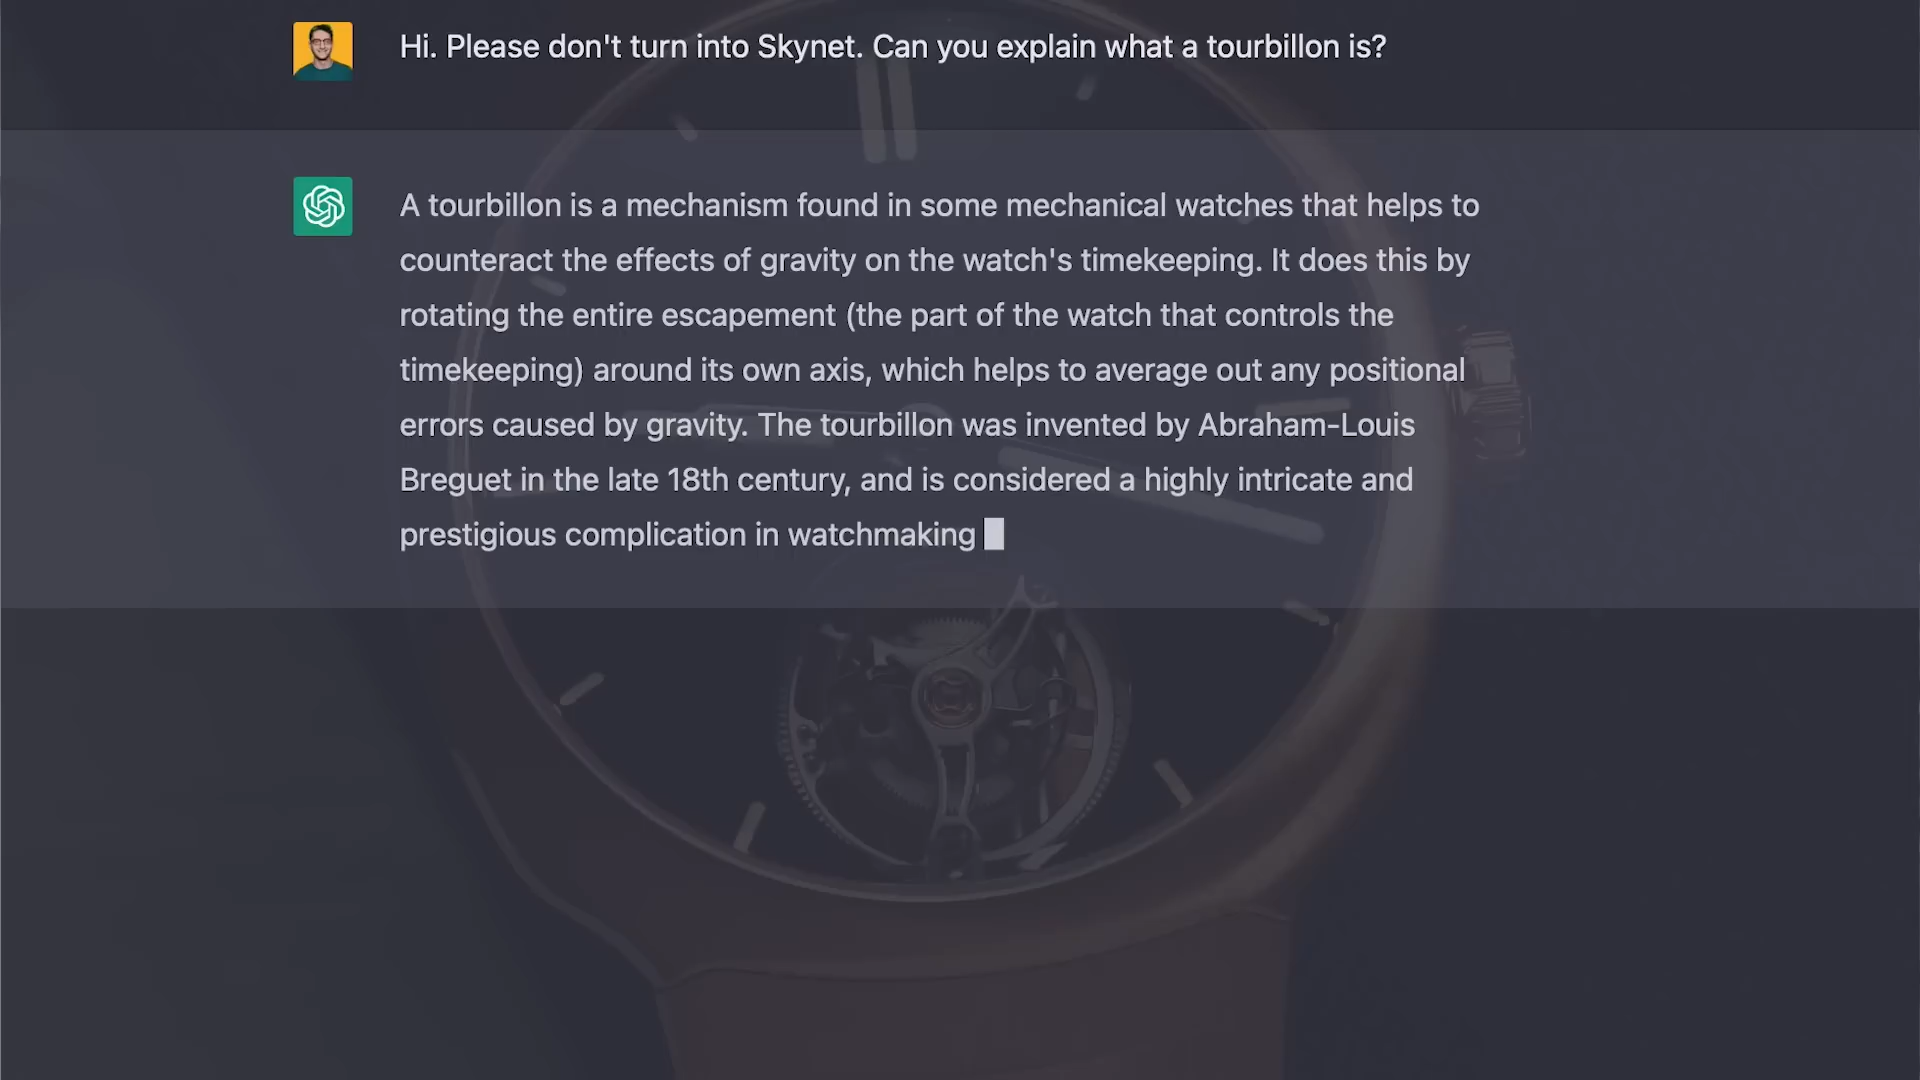 Hi. Please don't turn into Skynet. Can you explain what a tourbillon is?
A tourbillon is a mechanism found in some mechanical watches that helps to
counteract the effects of gravity on the watch's timekeeping. It does this by
rotating the entire escapement (the part of the watch that controls the
timekeeping) around its own axis, which helps to average out any positional
errors caused by gravity. The tourbillon was invented by Abraham-Louis
Breguet in the late 18th century, and is considered a highly intricate and
prestigious complication in watchmaking